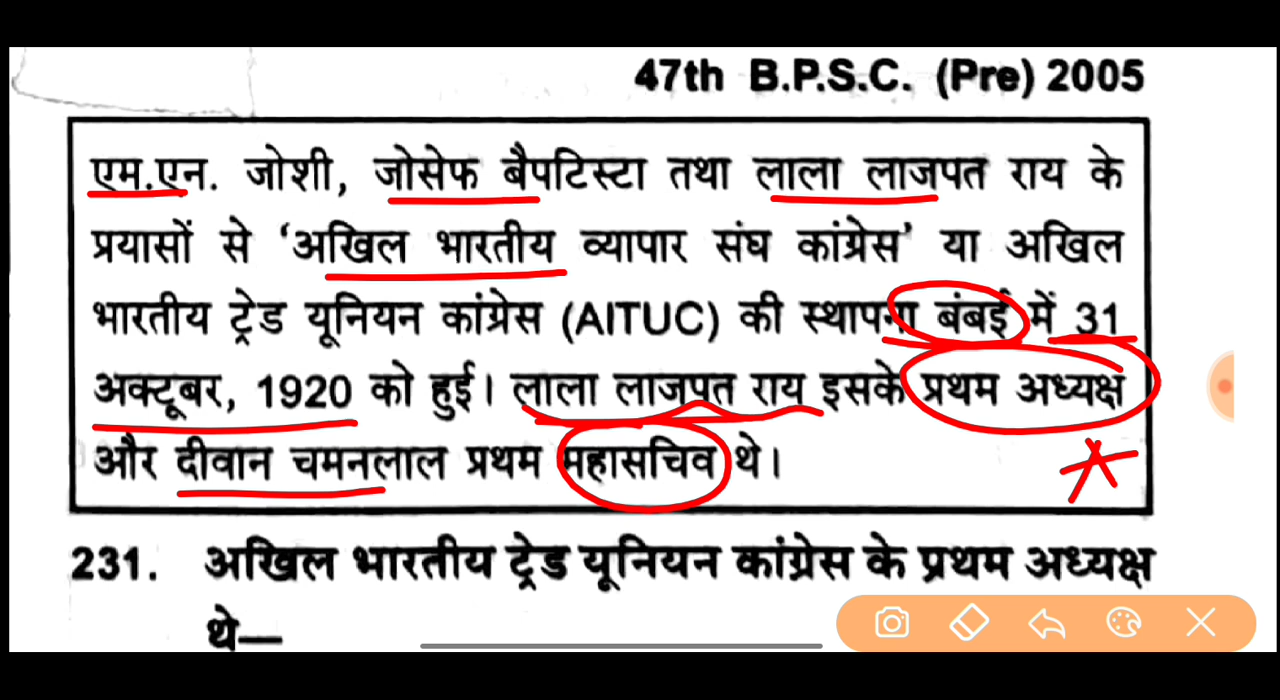 47th B.P.S.C. (Pre) 2005
एम.एन. जोशी, जोसेफ बैपटिस्टा तथा लाला लाजपत राय के
प्रयासों से ‘अखिल भारतीय व्यापार संघ कांग्रेस’ या अखिल
भारतीय ट्रेड यूनियन कांग्रेस (AITUC) की स्थापना बंबई में 31
अक्टूबर, 1920 को हुई। लाला लाजपत राय इसके प्रथम अध्यक्ष
और दीवान चमनलाल प्रथम महासचिव थे।
231. अखिल भारतीय ट्रेड यूनियन कांग्रेस के प्रथम अध्यक्ष
थे—